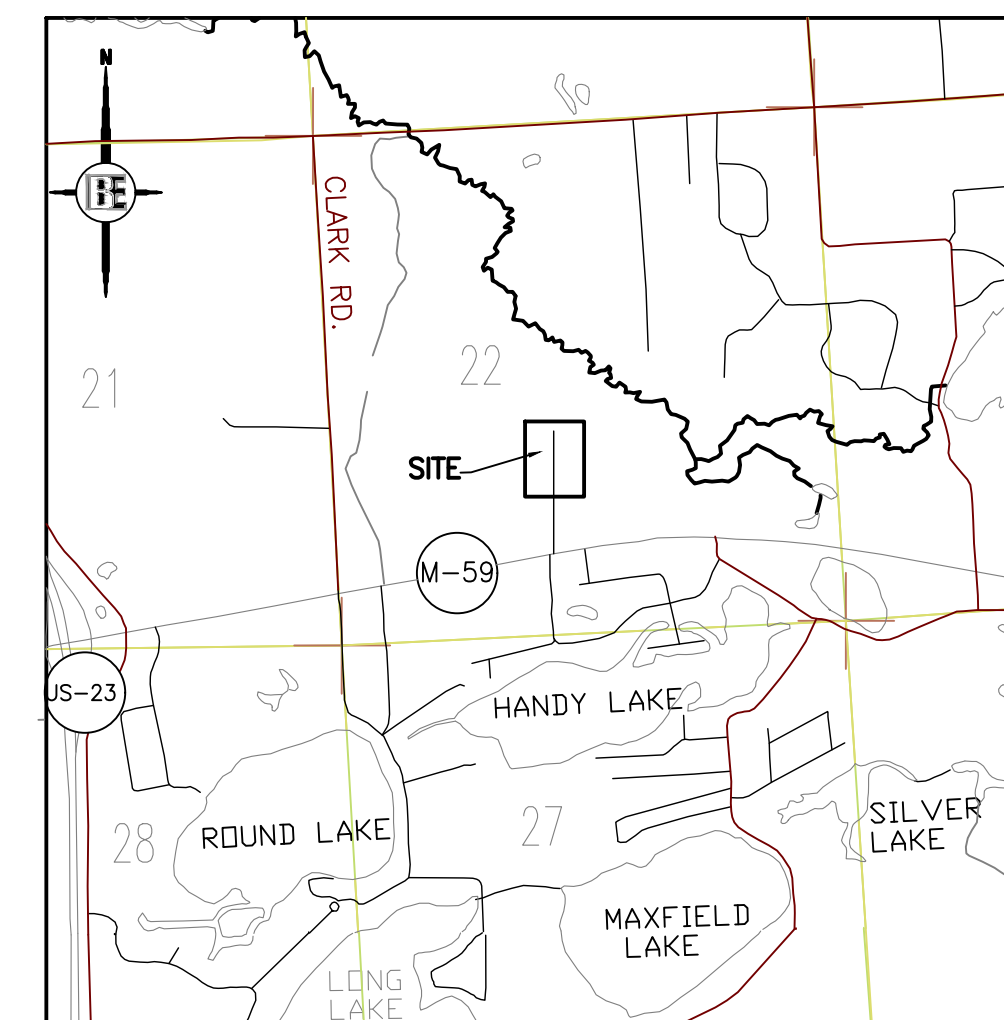 N
BE
CLARK RD.
21
22
SITE
M-59
US-23
HANDY LAKE
28
ROUND LAKE
27
SILVER
LAKE
MAXFIELD
LAKE
LONG
LAKE